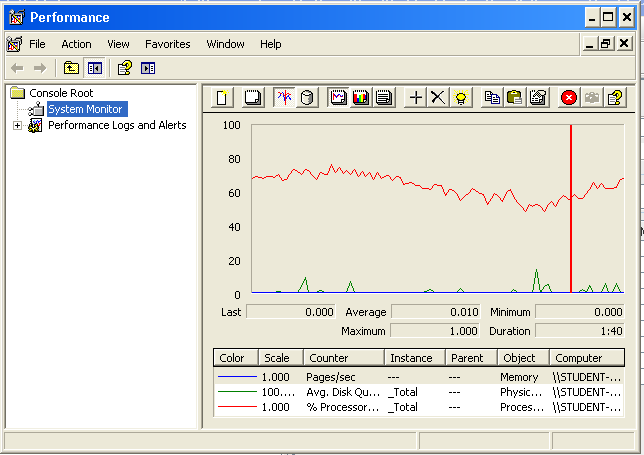 Performance
File Action View Favorites Window Help
Console Root
System Monitor
Performance Logs and Alerts
100
80
60
40
20
0
Last 0.000 Average 0.010 Minimum 0.000
Maximum 1.000 Duration 1:40
Color Scale Counter Instance Parent Object Computer
1.000 Pages/sec --- --- Memory \\STUDENT-...
100.... Avg. Disk Qu... _Total --- Physic... \\STUDENT-...
1.000 % Processor... _Total --- Proces... \\STUDENT-...